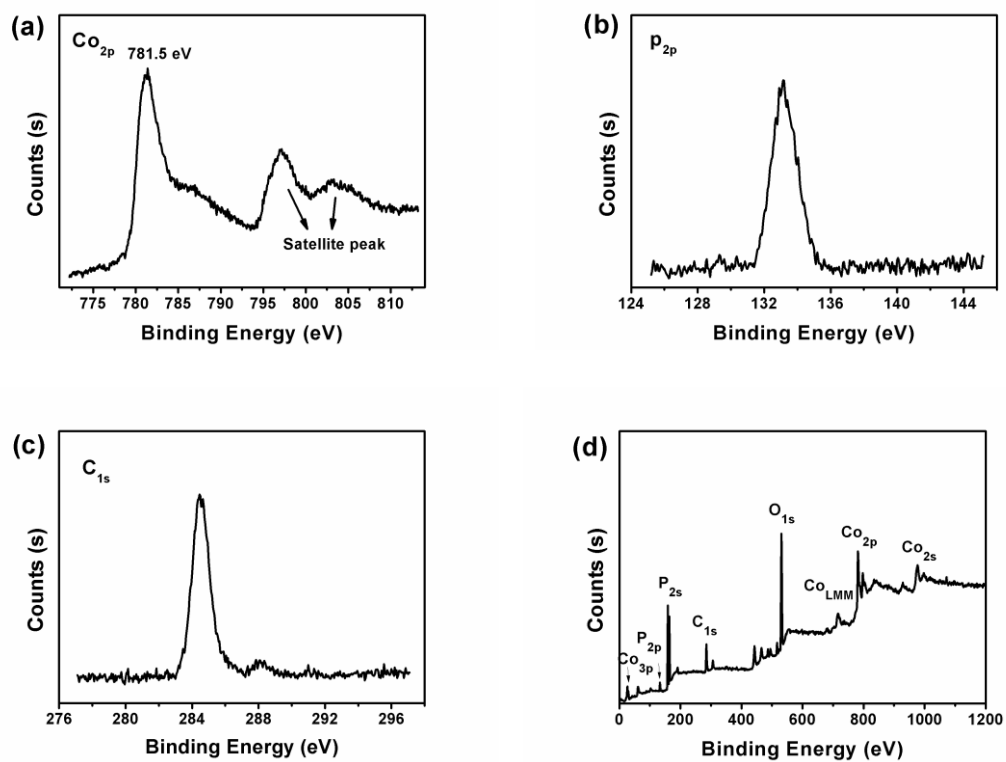 (a)
Co2p
781.5 eV
Satellite peak
Counts (s)
775 780 785 790 795 800 805 810
Binding Energy (eV)
(b)
p2p
Counts (s)
124 128 132 136 140 144
Binding Energy (eV)
(c)
C1s
Counts (s)
276 280 284 288 292 296
Binding Energy (eV)
(d)
O1s
Co2p
Co2s
P2s
CoLMM
C1s
P2p
Co3p
Counts (s)
0 200 400 600 800 1000 1200
Binding Energy (eV)